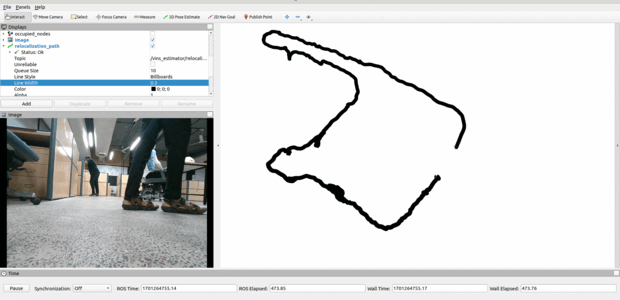 File Panels Help
Interact Move Camera Select Focus Camera Measure 2D Pose Estimate 2D Nav Goal Publish Point
Displays
occupied_nodes
Image
relocalization_path
Status: Ok
Topic /vins_estimator/relocali...
Unreliable
Queue Size 10
Line Style Billboards
Line Width 0.1
Color 0; 0; 0
Alpha 1
Add Duplicate Remove Rename
Image
Time
Pause Synchronization: Off ROS Time: 1701264755.14 ROS Elapsed: 473.85 Wall Time: 1701264755.17 Wall Elapsed: 473.76